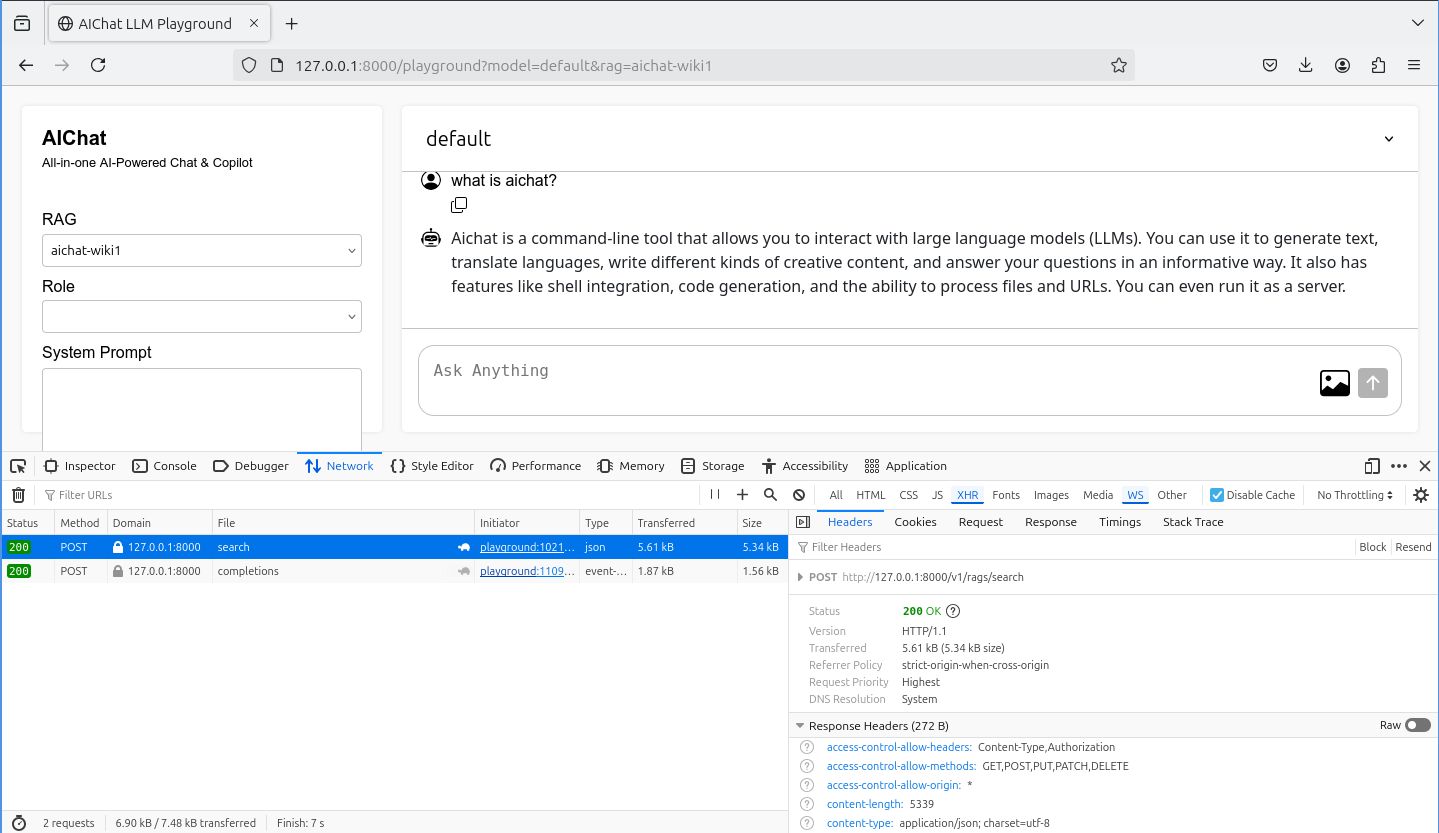 AIChat LLM Playground
127.0.0.1:8000/playground?model=default&rag=aichat-wiki1
AIChat
All-in-one AI-Powered Chat & Copilot
RAG
aichat-wiki1
Role
System Prompt
default
what is aichat?
Aichat is a command-line tool that allows you to interact with large language models (LLMs). You can use it to generate text,
translate languages, write different kinds of creative content, and answer your questions in an informative way. It also has
features like shell integration, code generation, and the ability to process files and URLs. You can even run it as a server.
Ask Anything
Inspector Console Debugger Network Style Editor Performance Memory Storage Accessibility Application
Filter URLs All HTML CSS JS XHR Fonts Images Media WS Other Disable Cache No Throttling
Status Method Domain File Initiator Type Transferred Size
200 POST 127.0.0.1:8000 search playground:1021... json 5.61 kB 5.34 kB
200 POST 127.0.0.1:8000 completions playground:1109... event-... 1.87 kB 1.56 kB
2 requests 6.90 kB / 7.48 kB transferred Finish: 7 s
Headers Cookies Request Response Timings Stack Trace
Filter Headers Block Resend
POST http://127.0.0.1:8000/v1/rags/search
Status 200 OK
Version HTTP/1.1
Transferred 5.61 kB (5.34 kB size)
Referrer Policy strict-origin-when-cross-origin
Request Priority Highest
DNS Resolution System
Response Headers (272 B) Raw
access-control-allow-headers: Content-Type,Authorization
access-control-allow-methods: GET,POST,PUT,PATCH,DELETE
access-control-allow-origin: *
content-length: 5339
content-type: application/json; charset=utf-8